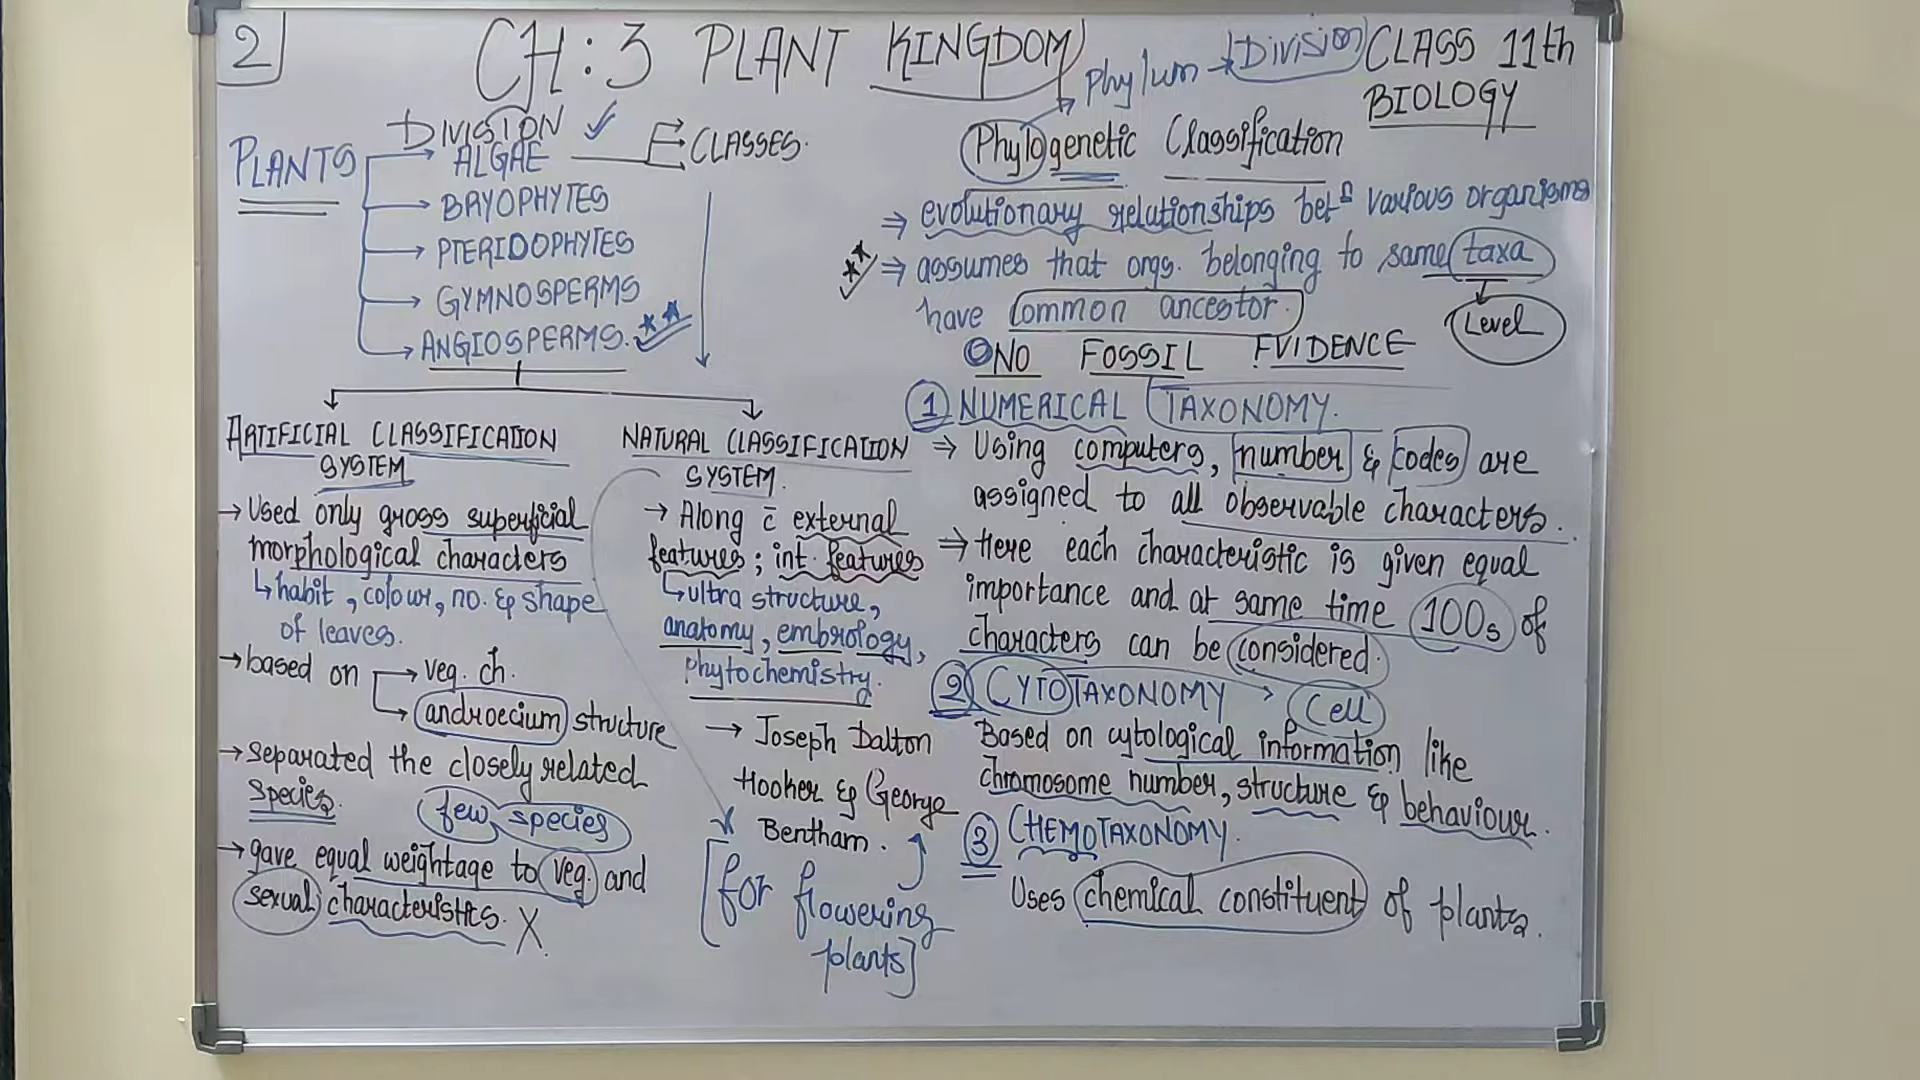 2
CH:3 PLANT KINGDOM
CLASS 11th
BIOLOGY
Phylum → Division
PLANTS
DIVISION
ALGAE
CLASSES.
BRYOPHYTES
PTERIDOPHYTES
GYMNOSPERMS
ANGIOSPERMS.
ARTIFICIAL CLASSIFICATION
SYSTEM
→ Used only gross superficial
morphological characters
↳ habit, colour, no. & shape
of leaves.
→ based on → veg. ch.
→ androecium structure
→ separated the closely related
species.
few species
→ gave equal weightage to veg. and
sexual characteristics. X
NATURAL CLASSIFICATION
SYSTEM.
→ Along c̄ external
features; int. features
↳ ultra structure,
anatomy, embrology,
phytochemistry.
→ Joseph Dalton
Hooker & George
Bentham.
[for flowering
plants]
Phylogenetic Classification
⇒ evolutionary relationships betⁿ various organisms
⇒ assumes that orgs. belonging to same taxa
have common ancestor.
Level
NO FOSSIL EVIDENCE
1 NUMERICAL TAXONOMY.
⇒ Using computers, number & codes are
assigned to all observable characters.
⇒ Here each characteristic is given equal
importance and at same time 100s of
characters can be considered.
2 CYTOTAXONOMY → Cell
Based on cytological information like
chromosome number, structure & behaviour.
3 CHEMOTAXONOMY.
Uses chemical constituent of plants.